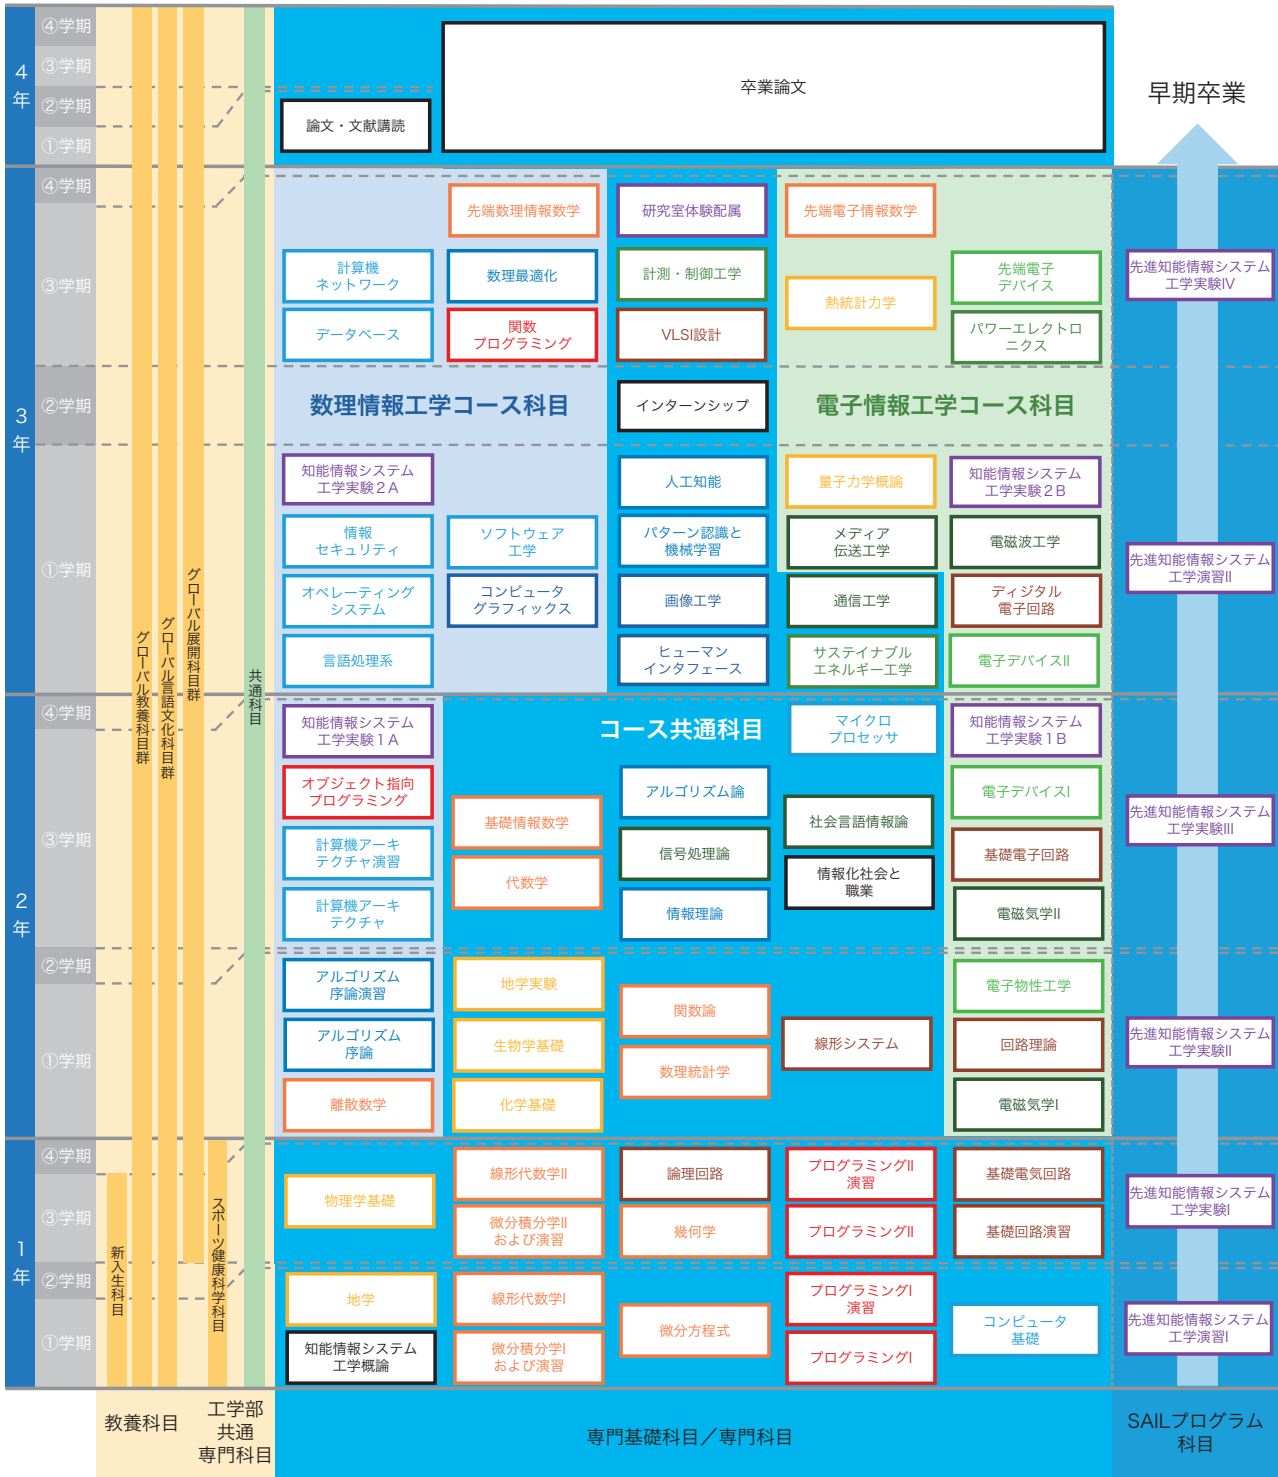 4
年
④学期
③学期
②学期
①学期
卒業論文
論文・文献講読
早期卒業
3
年
④学期
③学期
②学期
①学期
先端数理情報数学
研究室体験配属
先端電子情報数学
計算機
ネットワーク
数理最適化
計測・制御工学
熱統計力学
先端電子
デバイス
先進知能情報システム
工学実験IV
データベース
関数
プログラミング
VLSI設計
パワーエレクトロ
ニクス
数理情報工学コース科目
インターンシップ
電子情報工学コース科目
知能情報システム
工学実験2A
人工知能
量子力学概論
知能情報システム
工学実験2B
情報
セキュリティ
ソフトウェア
工学
パターン認識と
機械学習
メディア
伝送工学
電磁波工学
先進知能情報システム
工学演習II
オペレーティング
システム
コンピュータ
グラフィックス
画像工学
通信工学
ディジタル
電子回路
言語処理系
ヒューマン
インタフェース
サステイナブル
エネルギー工学
電子デバイスII
グローバル教養科目群
グローバル言語文化科目群
グローバル展開科目群
共通科目
2
年
④学期
③学期
②学期
①学期
知能情報システム
工学実験1A
コース共通科目
マイクロ
プロセッサ
知能情報システム
工学実験1B
オブジェクト指向
プログラミング
基礎情報数学
アルゴリズム論
社会言語情報論
電子デバイスI
先進知能情報システム
工学実験III
計算機アーキ
テクチャ演習
代数学
信号処理論
情報化社会と
職業
基礎電子回路
計算機アーキ
テクチャ
情報理論
電磁気学II
アルゴリズム
序論演習
地学実験
関数論
電子物性工学
アルゴリズム
序論
生物学基礎
数理統計学
線形システム
回路理論
先進知能情報システム
工学実験II
離散数学
化学基礎
電磁気学I
1
年
④学期
③学期
②学期
①学期
新入生科目
スポーツ健康科学科目
物理学基礎
線形代数学II
論理回路
プログラミングII
演習
基礎電気回路
先進知能情報システム
工学実験I
微分積分学II
および演習
幾何学
プログラミングII
基礎回路演習
地学
線形代数学I
微分方程式
プログラミングI
演習
コンピュータ
基礎
先進知能情報システム
工学演習I
知能情報システム
工学概論
微分積分学I
および演習
プログラミングI
教養科目
工学部
共通
専門科目
専門基礎科目／専門科目
SAILプログラム
科目